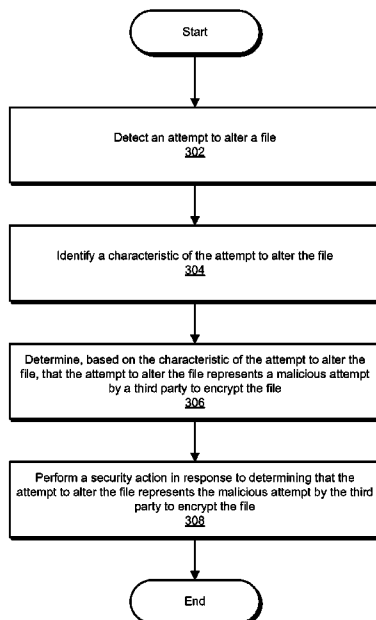 Start
Detect an attempt to alter a file
302
Identify a characteristic of the attempt to alter the file
304
Determine, based on the characteristic of the attempt to alter the
file, that the attempt to alter the file represents a malicious attempt
by a third party to encrypt the file
306
Perform a security action in response to determining that the
attempt to alter the file represents the malicious attempt by the third
party to encrypt the file
308
End